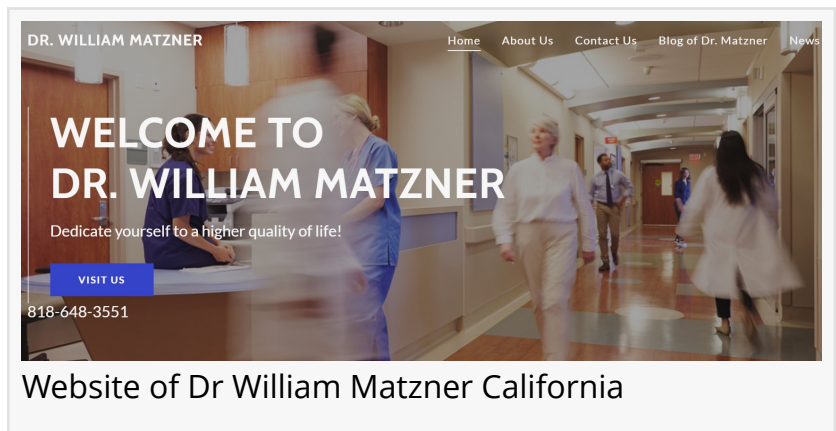 DR. WILLIAM MATZNER
Home About Us Contact Us Blog of Dr. Matzner News
WELCOME TO
DR. WILLIAM MATZNER
Dedicate yourself to a higher quality of life!
VISIT US
818-648-3551
Website of Dr William Matzner California